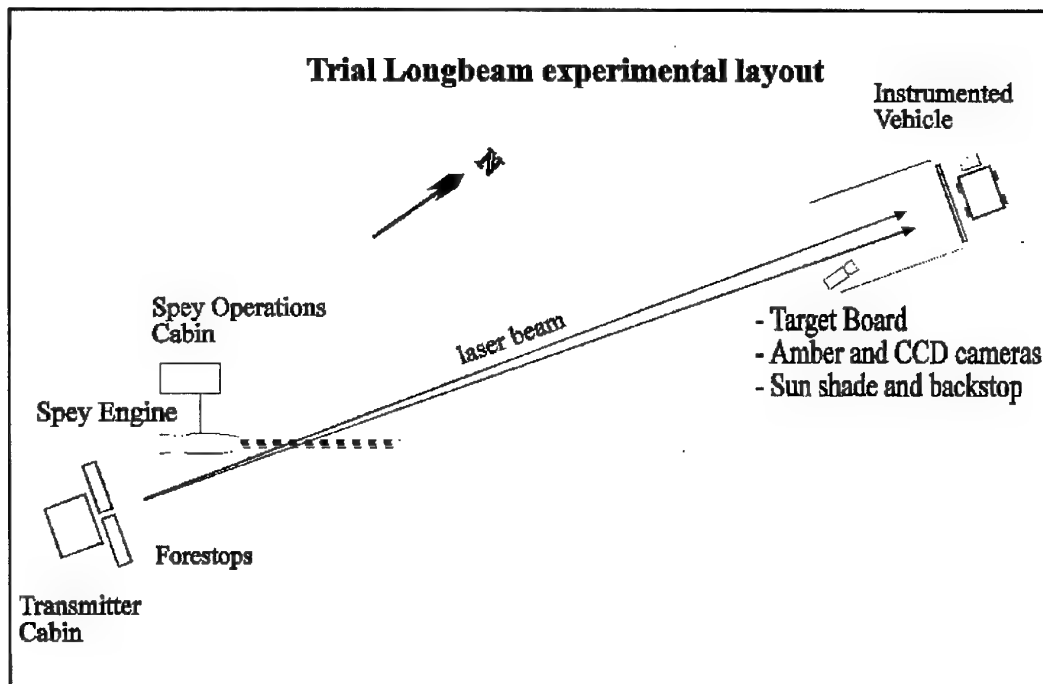 Trial Longbeam experimental layout
Instrumented
Vehicle
N
Spey Operations
Cabin
laser beam
- Target Board
- Amber and CCD cameras
- Sun shade and backstop
Spey Engine
Forestops
Transmitter
Cabin